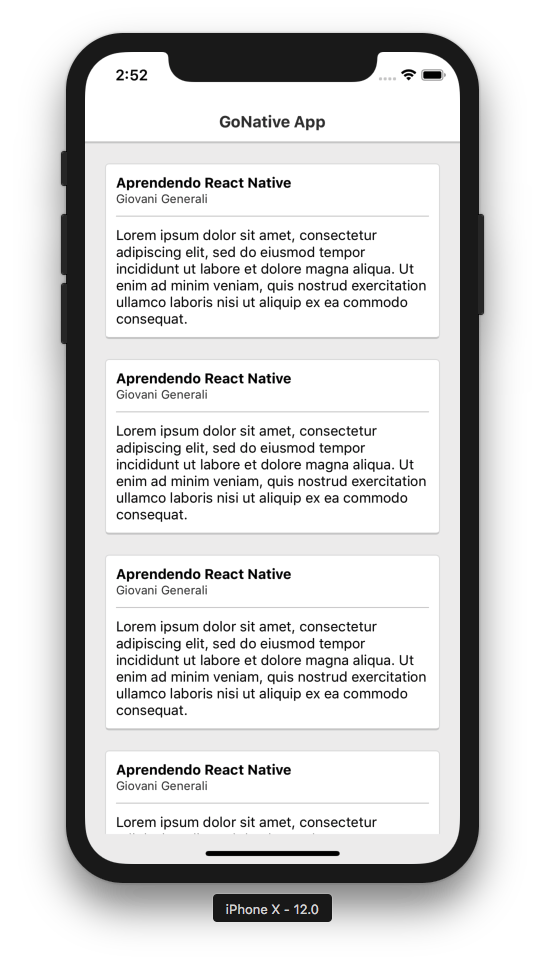 2:52
GoNative App
Aprendendo React Native
Giovani Generali
Lorem ipsum dolor sit amet, consectetur
adipiscing elit, sed do eiusmod tempor
incididunt ut labore et dolore magna aliqua. Ut
enim ad minim veniam, quis nostrud exercitation
ullamco laboris nisi ut aliquip ex ea commodo
consequat.
Aprendendo React Native
Giovani Generali
Lorem ipsum dolor sit amet, consectetur
adipiscing elit, sed do eiusmod tempor
incididunt ut labore et dolore magna aliqua. Ut
enim ad minim veniam, quis nostrud exercitation
ullamco laboris nisi ut aliquip ex ea commodo
consequat.
Aprendendo React Native
Giovani Generali
Lorem ipsum dolor sit amet, consectetur
adipiscing elit, sed do eiusmod tempor
incididunt ut labore et dolore magna aliqua. Ut
enim ad minim veniam, quis nostrud exercitation
ullamco laboris nisi ut aliquip ex ea commodo
consequat.
Aprendendo React Native
Giovani Generali
Lorem ipsum dolor sit amet, consectetur
iPhone X - 12.0